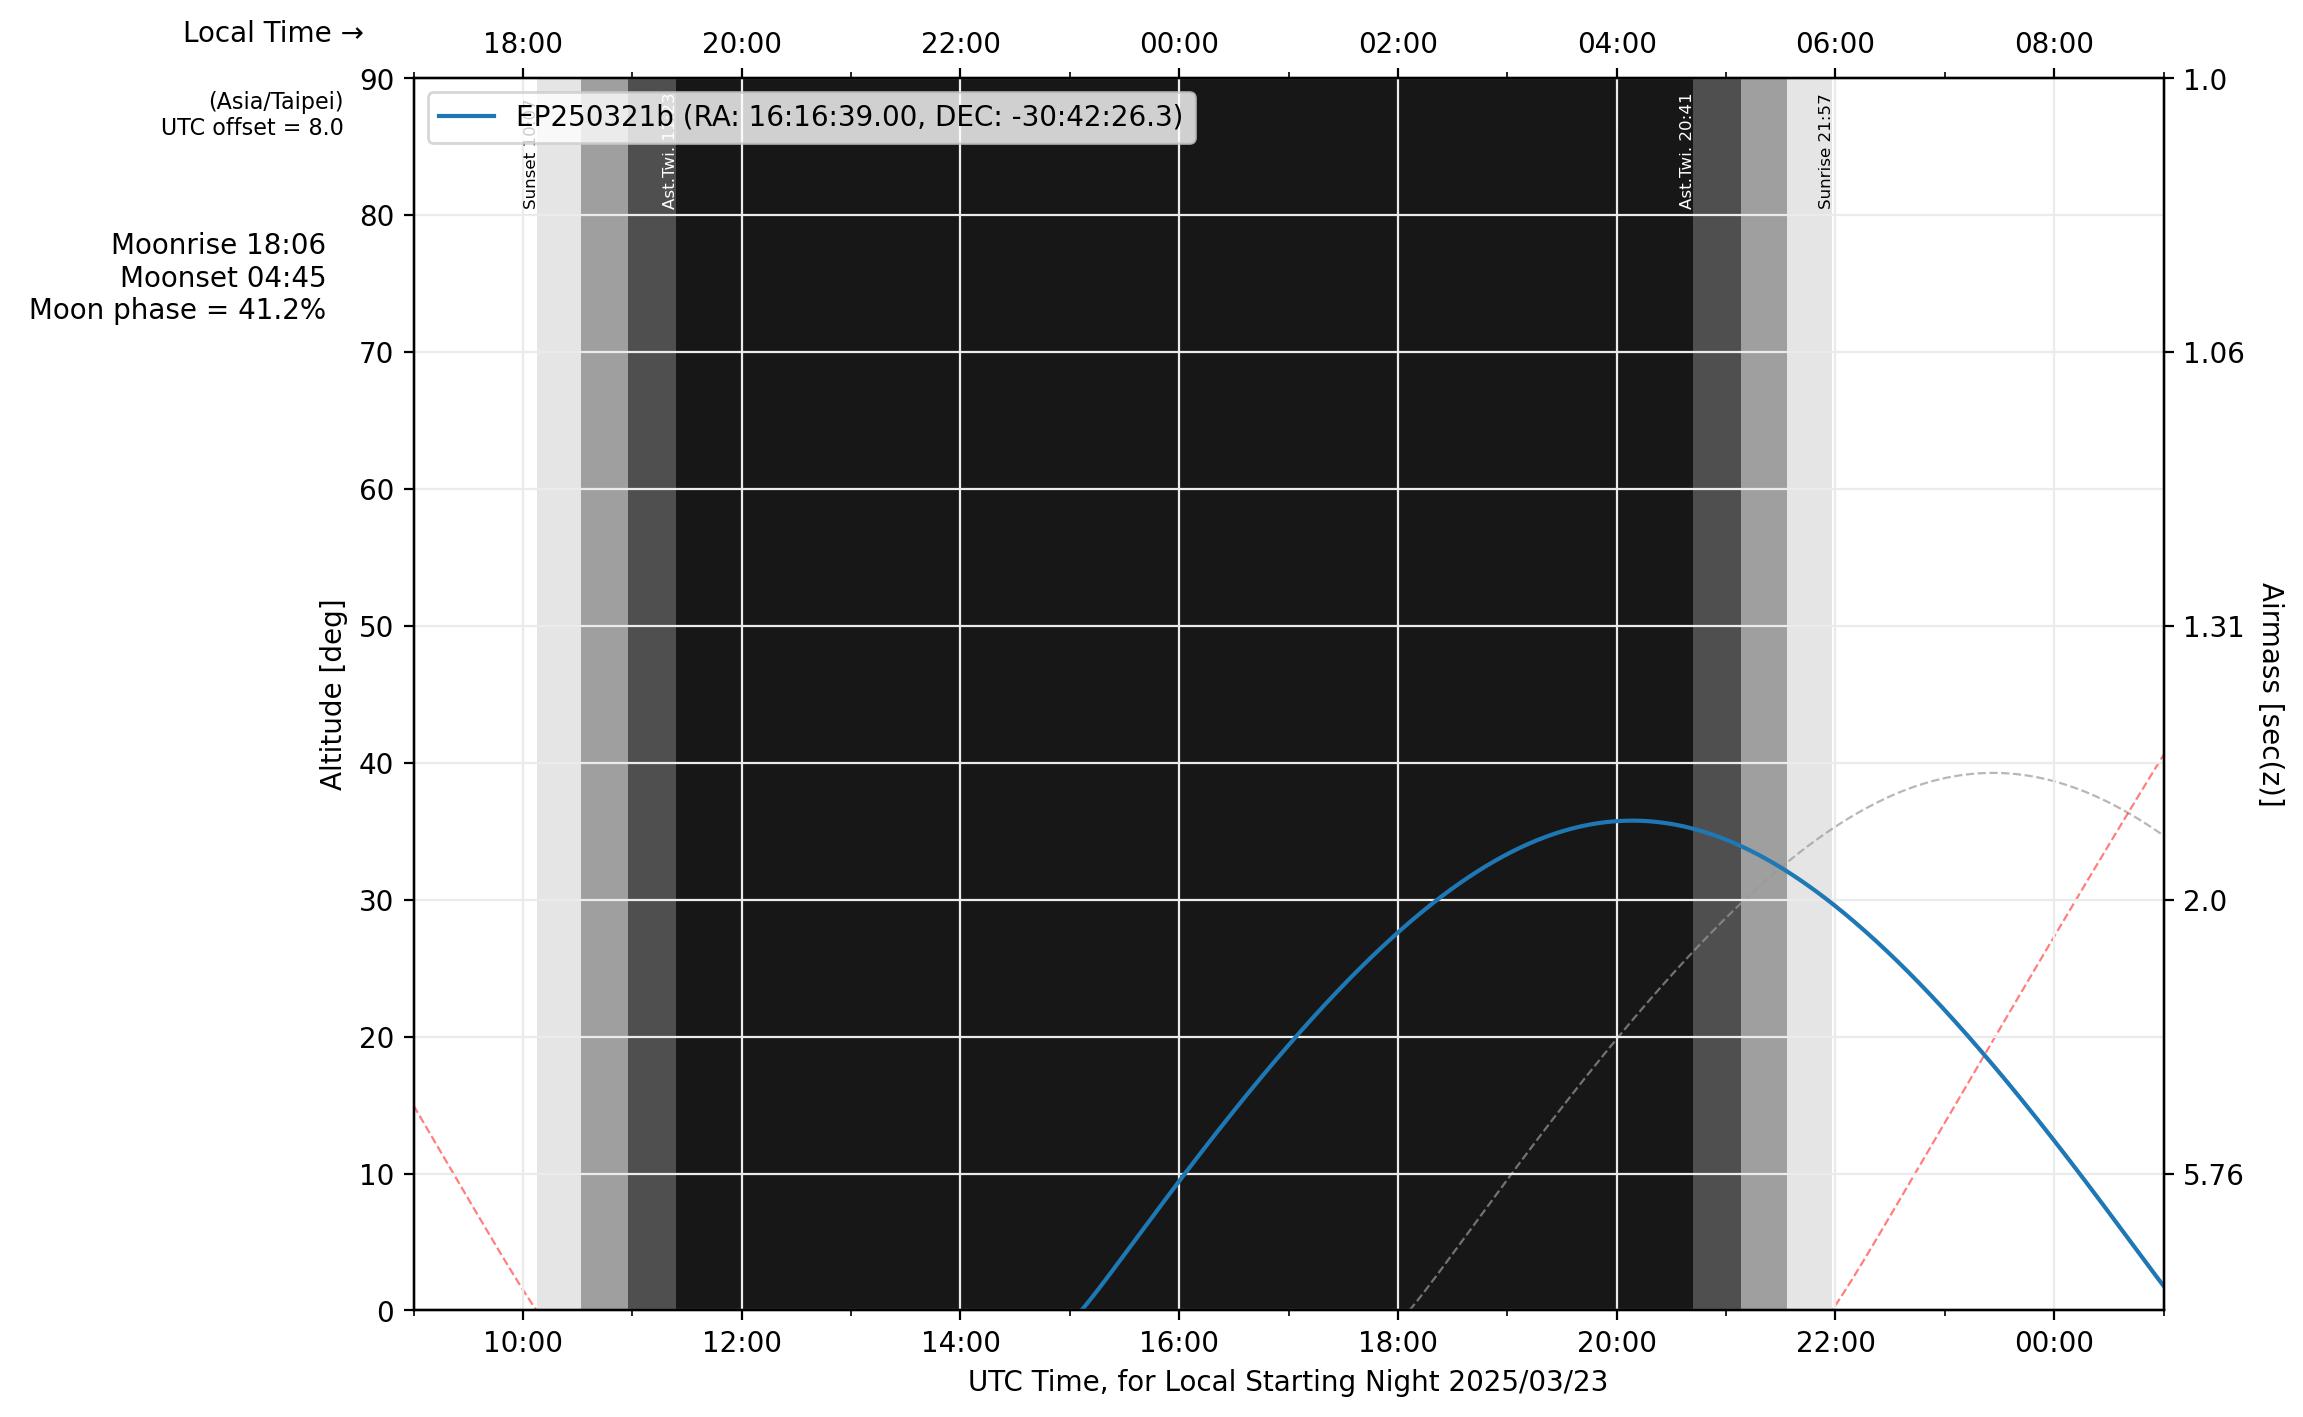 Local Time →
18:00 20:00 22:00 00:00 02:00 04:00 06:00 08:00
(Asia/Taipei)
UTC offset = 8.0
Moonrise 18:06
Moonset 04:45
Moon phase = 41.2%
EP250321b (RA: 16:16:39.00, DEC: -30:42:26.3)
Sunset
Ast.Twi.
Ast.Twi. 20:41
Sunrise 21:57
Altitude [deg]
90
80
70
60
50
40
30
20
10
0
1.0
1.06
1.31
2.0
5.76
Airmass [sec(z)]
10:00 12:00 14:00 16:00 18:00 20:00 22:00 00:00
UTC Time, for Local Starting Night 2025/03/23